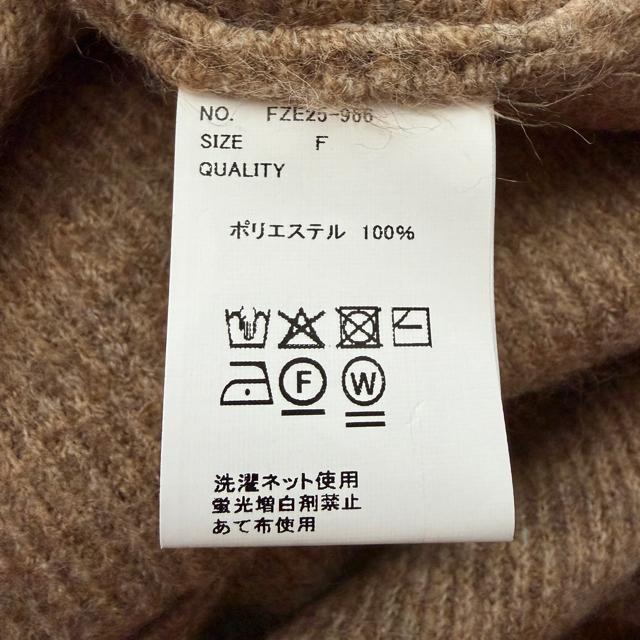 NO. FZE25-966
SIZE F
QUALITY
ポリエステル 100%
F W
洗濯ネット使用
蛍光増白剤禁止
あて布使用